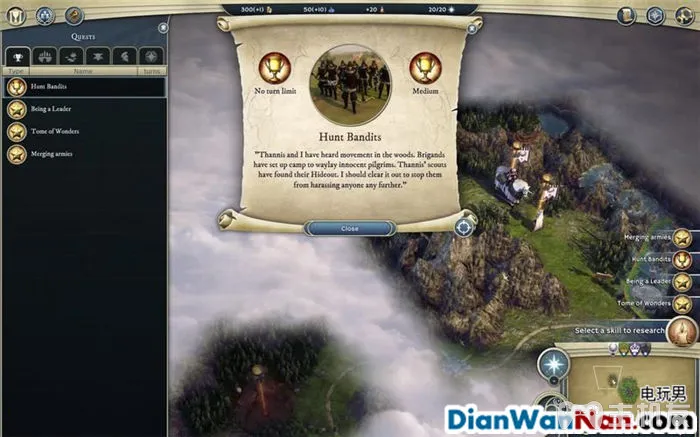 300(+1)
50(+10)
+20
20/20
Quests
Type
Name
turns
Hunt Bandits
Being a Leader
Tome of Wonders
Merging armies
No turn limit
Medium
Hunt Bandits
"Thannis and I have heard movement in the woods. Brigands
have set up camp to waylay innocent pilgrims. Thannis' scouts
have found their Hideout. I should clear it out to stop them
from harassing anyone any further."
Close
Merging armies
Hunt Bandits
Being a Leader
Tome of Wonders
Select a skill to research
电玩男
DianWanNan.com